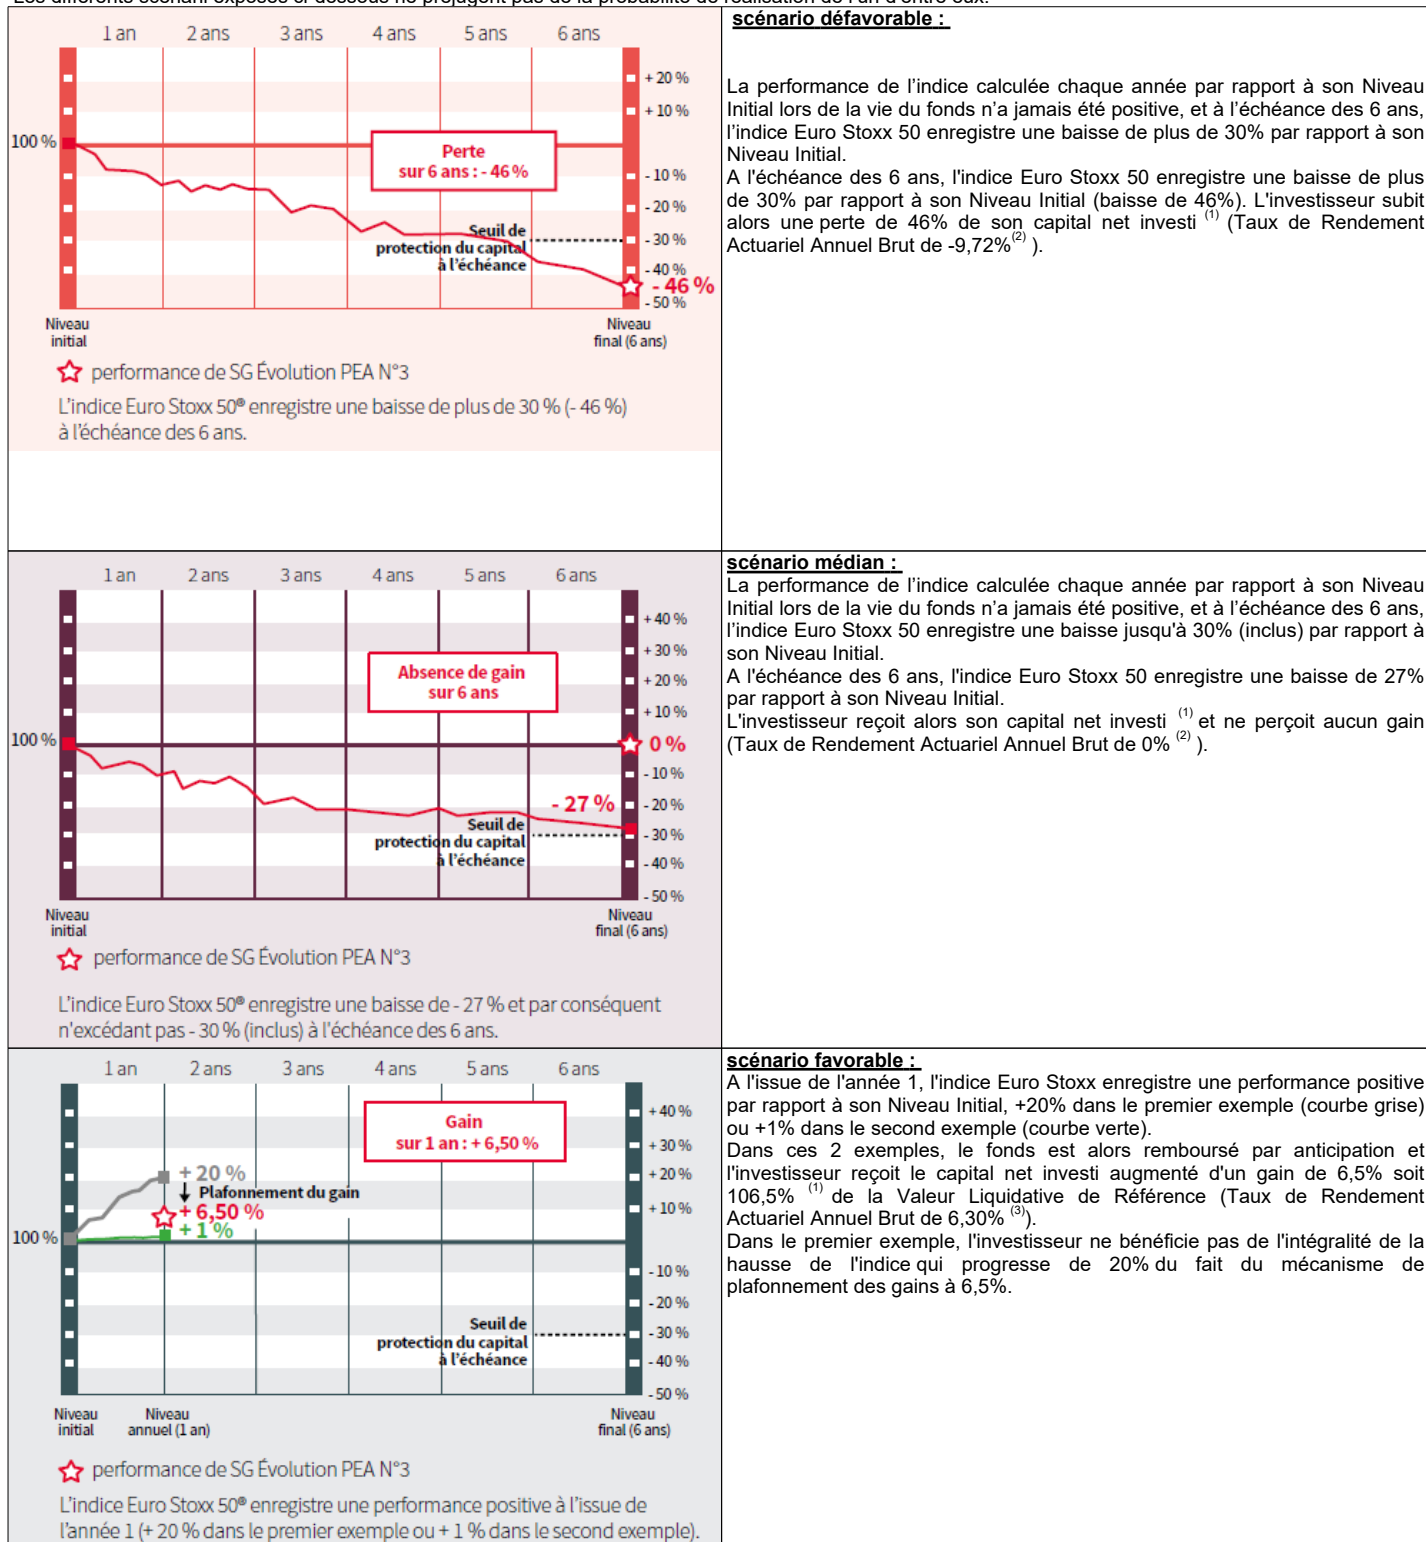 Les différents scénarii exposés ci-dessous ne préjugent pas de la probabilité de réalisation de l'un d'entre eux.
1 an 2 ans 3 ans 4 ans 5 ans 6 ans
+ 20 %
+ 10 %
100 %
Perte
sur 6 ans : - 46 %
- 10 %
- 20 %
Seuil de
protection du capital
à l'échéance
- 30 %
- 40 %
- 46 %
- 50 %
Niveau
initial
Niveau
final (6 ans)
performance de SG Évolution PEA N°3
L'indice Euro Stoxx 50® enregistre une baisse de plus de 30 % (- 46 %)
à l'échéance des 6 ans.
scénario défavorable :
La performance de l'indice calculée chaque année par rapport à son Niveau
Initial lors de la vie du fonds n'a jamais été positive, et à l'échéance des 6 ans,
l'indice Euro Stoxx 50 enregistre une baisse de plus de 30% par rapport à son
Niveau Initial.
A l'échéance des 6 ans, l'indice Euro Stoxx 50 enregistre une baisse de plus
de 30% par rapport à son Niveau Initial (baisse de 46%). L'investisseur subit
alors une perte de 46% de son capital net investi (1) (Taux de Rendement
Actuariel Annuel Brut de -9,72%(2) ).
1 an 2 ans 3 ans 4 ans 5 ans 6 ans
+ 40 %
+ 30 %
Absence de gain
sur 6 ans
+ 20 %
+ 10 %
100 %
0 %
- 10 %
- 27 %
- 20 %
Seuil de
protection du capital
à l'échéance
- 30 %
- 40 %
- 50 %
Niveau
initial
Niveau
final (6 ans)
performance de SG Évolution PEA N°3
L'indice Euro Stoxx 50® enregistre une baisse de - 27 % et par conséquent
n'excédant pas - 30 % (inclus) à l'échéance des 6 ans.
scénario médian :
La performance de l'indice calculée chaque année par rapport à son Niveau
Initial lors de la vie du fonds n'a jamais été positive, et à l'échéance des 6 ans,
l'indice Euro Stoxx 50 enregistre une baisse jusqu'à 30% (inclus) par rapport à
son Niveau Initial.
A l'échéance des 6 ans, l'indice Euro Stoxx 50 enregistre une baisse de 27%
par rapport à son Niveau Initial.
L'investisseur reçoit alors son capital net investi (1) et ne perçoit aucun gain
(Taux de Rendement Actuariel Annuel Brut de 0% (2) ).
1 an 2 ans 3 ans 4 ans 5 ans 6 ans
+ 40 %
Gain
sur 1 an : + 6,50 %
+ 30 %
+ 20 %
+ 20 %
Plafonnement du gain
+ 6,50 %
+ 10 %
+ 1 %
100 %
- 10 %
- 20 %
Seuil de
protection du capital
à l'échéance
- 30 %
- 40 %
- 50 %
Niveau
initial
Niveau
annuel (1 an)
Niveau
final (6 ans)
performance de SG Évolution PEA N°3
L'indice Euro Stoxx 50® enregistre une performance positive à l'issue de
l'année 1 (+ 20 % dans le premier exemple ou + 1 % dans le second exemple).
scénario favorable :
A l'issue de l'année 1, l'indice Euro Stoxx enregistre une performance positive
par rapport à son Niveau Initial, +20% dans le premier exemple (courbe grise)
ou +1% dans le second exemple (courbe verte).
Dans ces 2 exemples, le fonds est alors remboursé par anticipation et
l'investisseur reçoit le capital net investi augmenté d'un gain de 6,5% soit
106,5% (1) de la Valeur Liquidative de Référence (Taux de Rendement
Actuariel Annuel Brut de 6,30% (3)).
Dans le premier exemple, l'investisseur ne bénéficie pas de l'intégralité de la
hausse de l'indice qui progresse de 20% du fait du mécanisme de
plafonnement des gains à 6,5%.